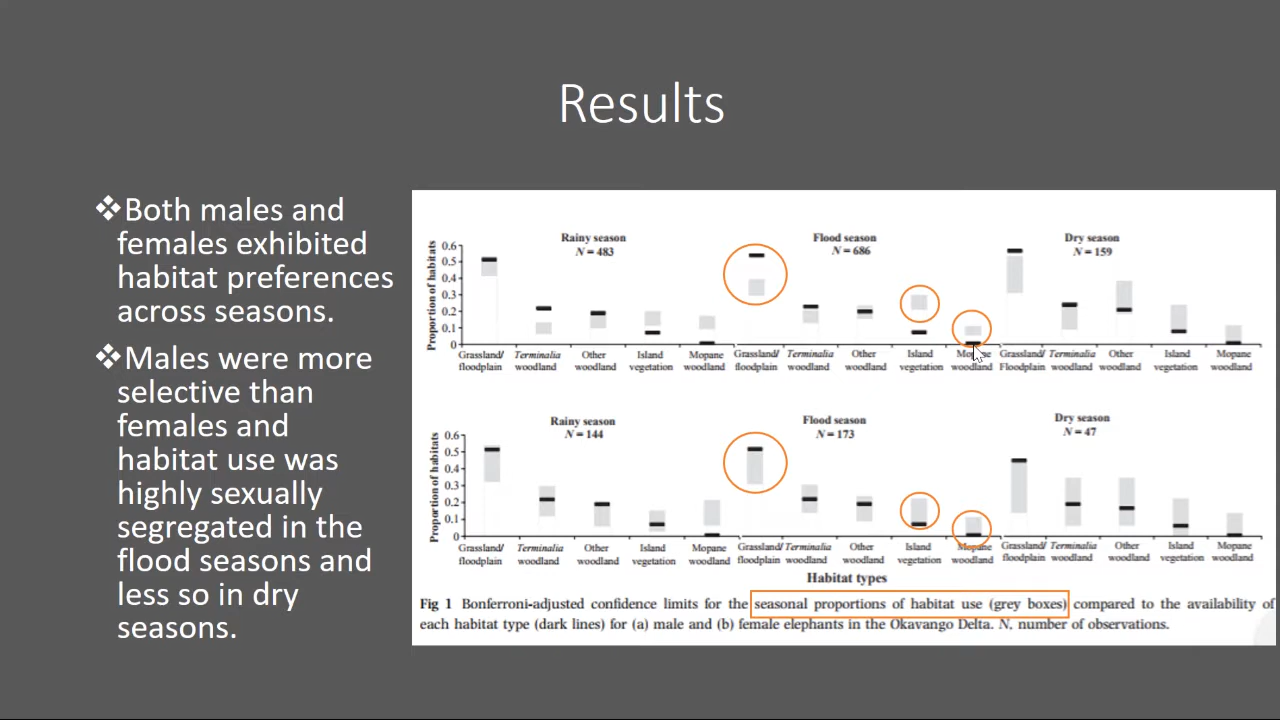 Results
❖Both males and
females exhibited
habitat preferences
across seasons.
❖Males were more
selective than
females and
habitat use was
highly sexually
segregated in the
flood seasons and
less so in dry
seasons.
Proportion of habitats
0.6
0.5
0.4
0.3
0.2
0.1
0
Rainy season
N = 483
Flood season
N = 686
Dry season
N = 159
Grassland/ Terminalia Other Island Mopane Grassland/ Terminalia Other Island Mopane Grassland/ Terminalia Other Island Mopane
floodplain woodland woodland vegetation woodland floodplain woodland woodland vegetation woodland Floodplain woodland woodland vegetation woodland
Proportion of habitats
0.6
0.5
0.4
0.3
0.2
0.1
0
Rainy season
N = 144
Flood season
N = 173
Dry season
N = 47
Grassland/ Terminalia Other Island Mopane Grassland/ Terminalia Other Island Mopane Grassland/ Terminalia Other Island Mopane
floodplain woodland woodland vegetation woodland floodplain woodland woodland vegetation woodland floodplain woodland woodland vegetation woodland
Habitat types
Fig 1 Bonferroni-adjusted confidence limits for the seasonal proportions of habitat use (grey boxes) compared to the availability of
each habitat type (dark lines) for (a) male and (b) female elephants in the Okavango Delta. N, number of observations.